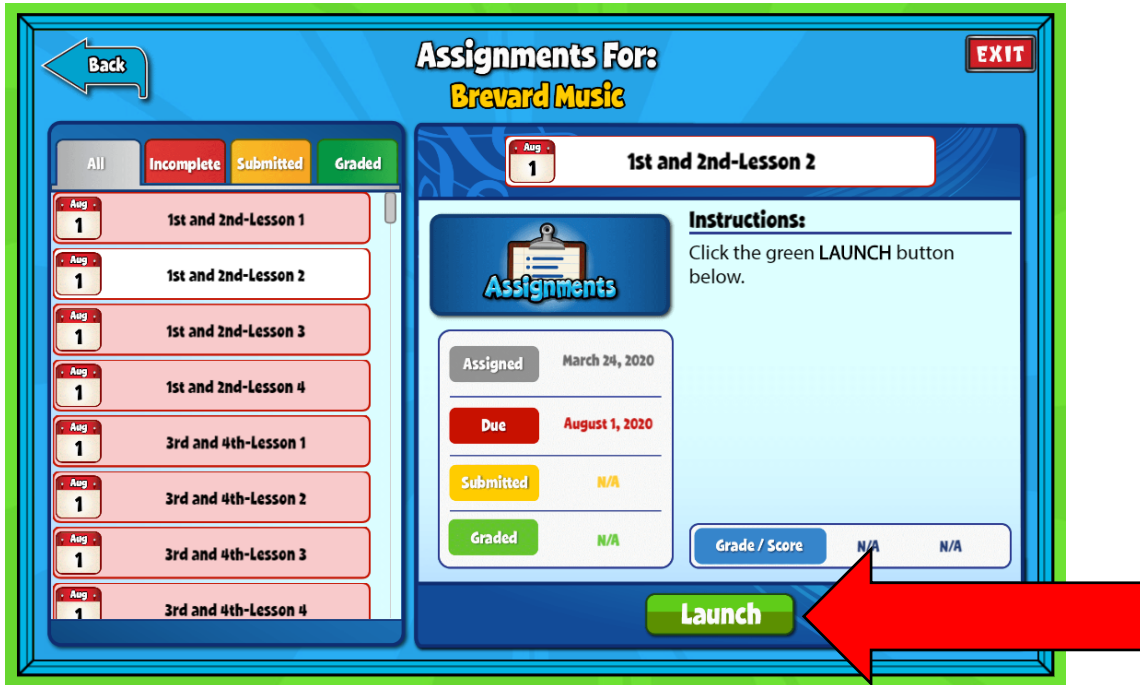 Back
Assignments For:
Brevard Music
EXIT
All
Incomplete
Submitted
Graded
Aug
1
1st and 2nd-Lesson 1
Aug
1
1st and 2nd-Lesson 2
Aug
1
1st and 2nd-Lesson 3
Aug
1
1st and 2nd-Lesson 4
Aug
1
3rd and 4th-Lesson 1
Aug
1
3rd and 4th-Lesson 2
Aug
1
3rd and 4th-Lesson 3
Aug
1
3rd and 4th-Lesson 4
Aug
1
1st and 2nd-Lesson 2
Assignments
Instructions:
Click the green LAUNCH button
below.
Assigned March 24, 2020
Due August 1, 2020
Submitted N/A
Graded N/A
Grade / Score N/A N/A
Launch